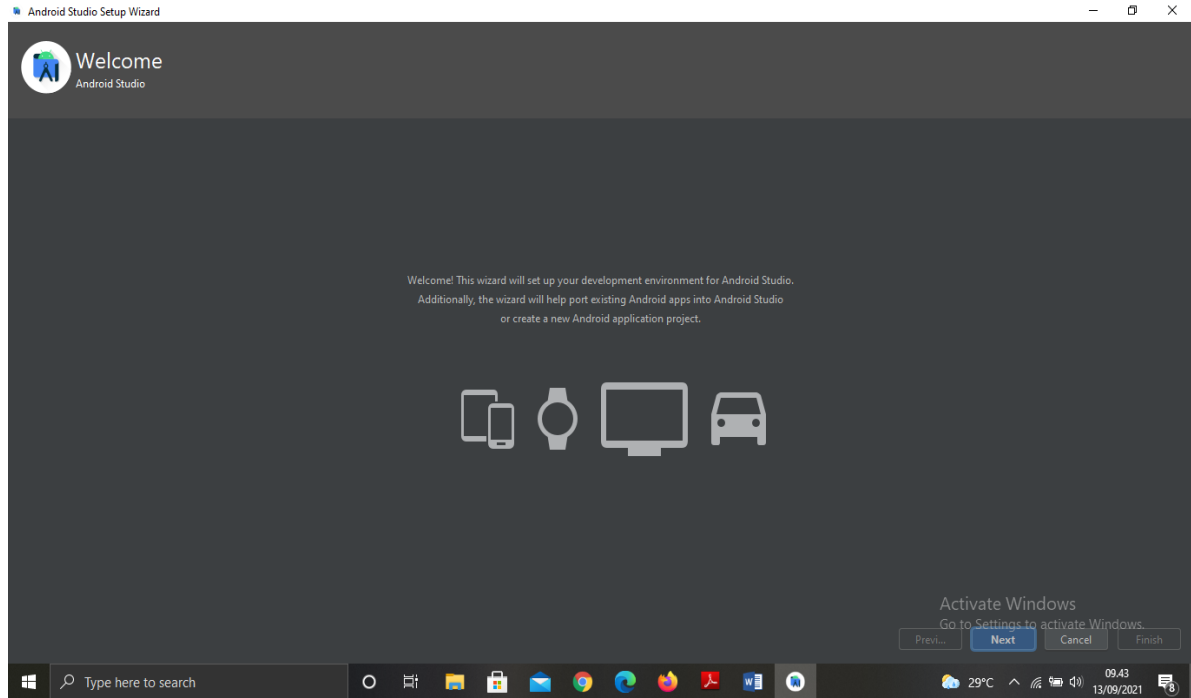 Android Studio Setup Wizard
Welcome
Android Studio
Welcome! This wizard will set up your development environment for Android Studio.
Additionally, the wizard will help port existing Android apps into Android Studio
or create a new Android application project.
Activate Windows
Go to Settings to activate Windows.
Previ... Next Cancel Finish
Type here to search
29°C
09.43
13/09/2021
8